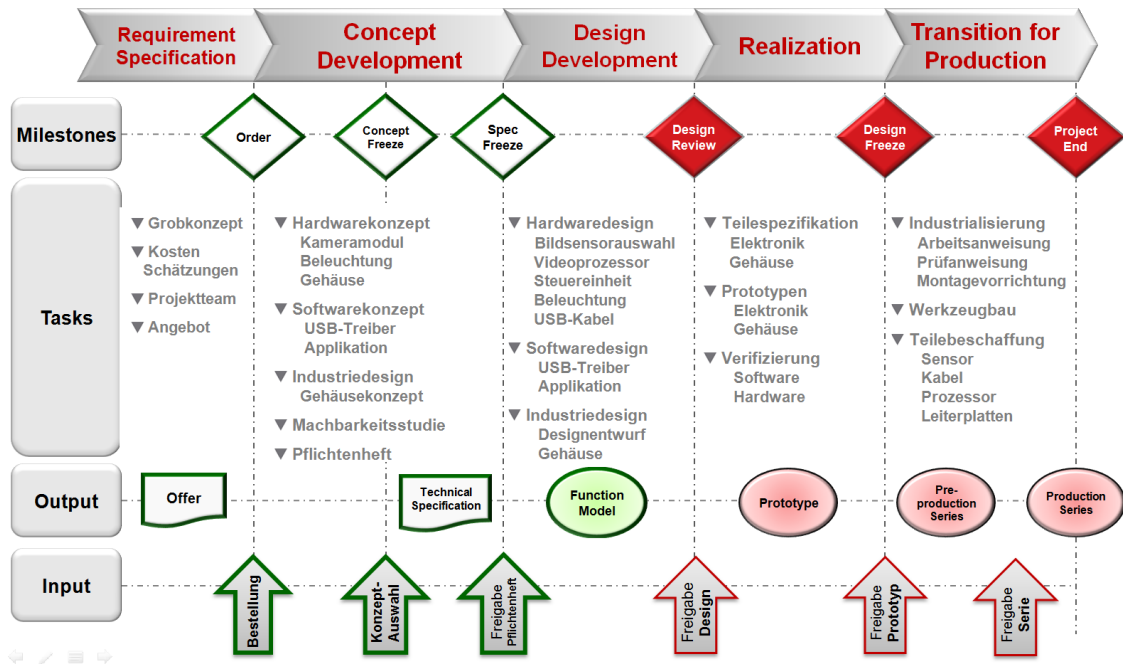 Requirement
Specification
Concept
Development
Design
Development
Realization
Transition for
Production
Milestones
Order
Concept
Freeze
Spec
Freeze
Design
Review
Design
Freeze
Project
End
Tasks
▼ Grobkonzept
▼ Kosten
Schätzungen
▼ Projektteam
▼ Angebot
▼ Hardwarekonzept
Kameramodul
Beleuchtung
Gehäuse
▼ Softwarekonzept
USB-Treiber
Applikation
▼ Industriedesign
Gehäusekonzept
▼ Machbarkeitsstudie
▼ Pflichtenheft
▼ Hardwaredesign
Bildsensorauswahl
Videoprozessor
Steuereinheit
Beleuchtung
USB-Kabel
▼ Softwaredesign
USB-Treiber
Applikation
▼ Industriedesign
Designentwurf
Gehäuse
▼ Teilespezifikation
Elektronik
Gehäuse
▼ Prototypen
Elektronik
Gehäuse
▼ Verifizierung
Software
Hardware
▼ Industrialisierung
Arbeitsanweisung
Prüfanweisung
Montagevorrichtung
▼ Werkzeugbau
▼ Teilebeschaffung
Sensor
Kabel
Prozessor
Leiterplatten
Output
Offer
Technical
Specification
Function
Model
Prototype
Pre-
production
Series
Production
Series
Input
Bestellung
Konzept-
Auswahl
Freigabe
Pflichtenheft
Freigabe
Design
Freigabe
Prototyp
Freigabe
Serie